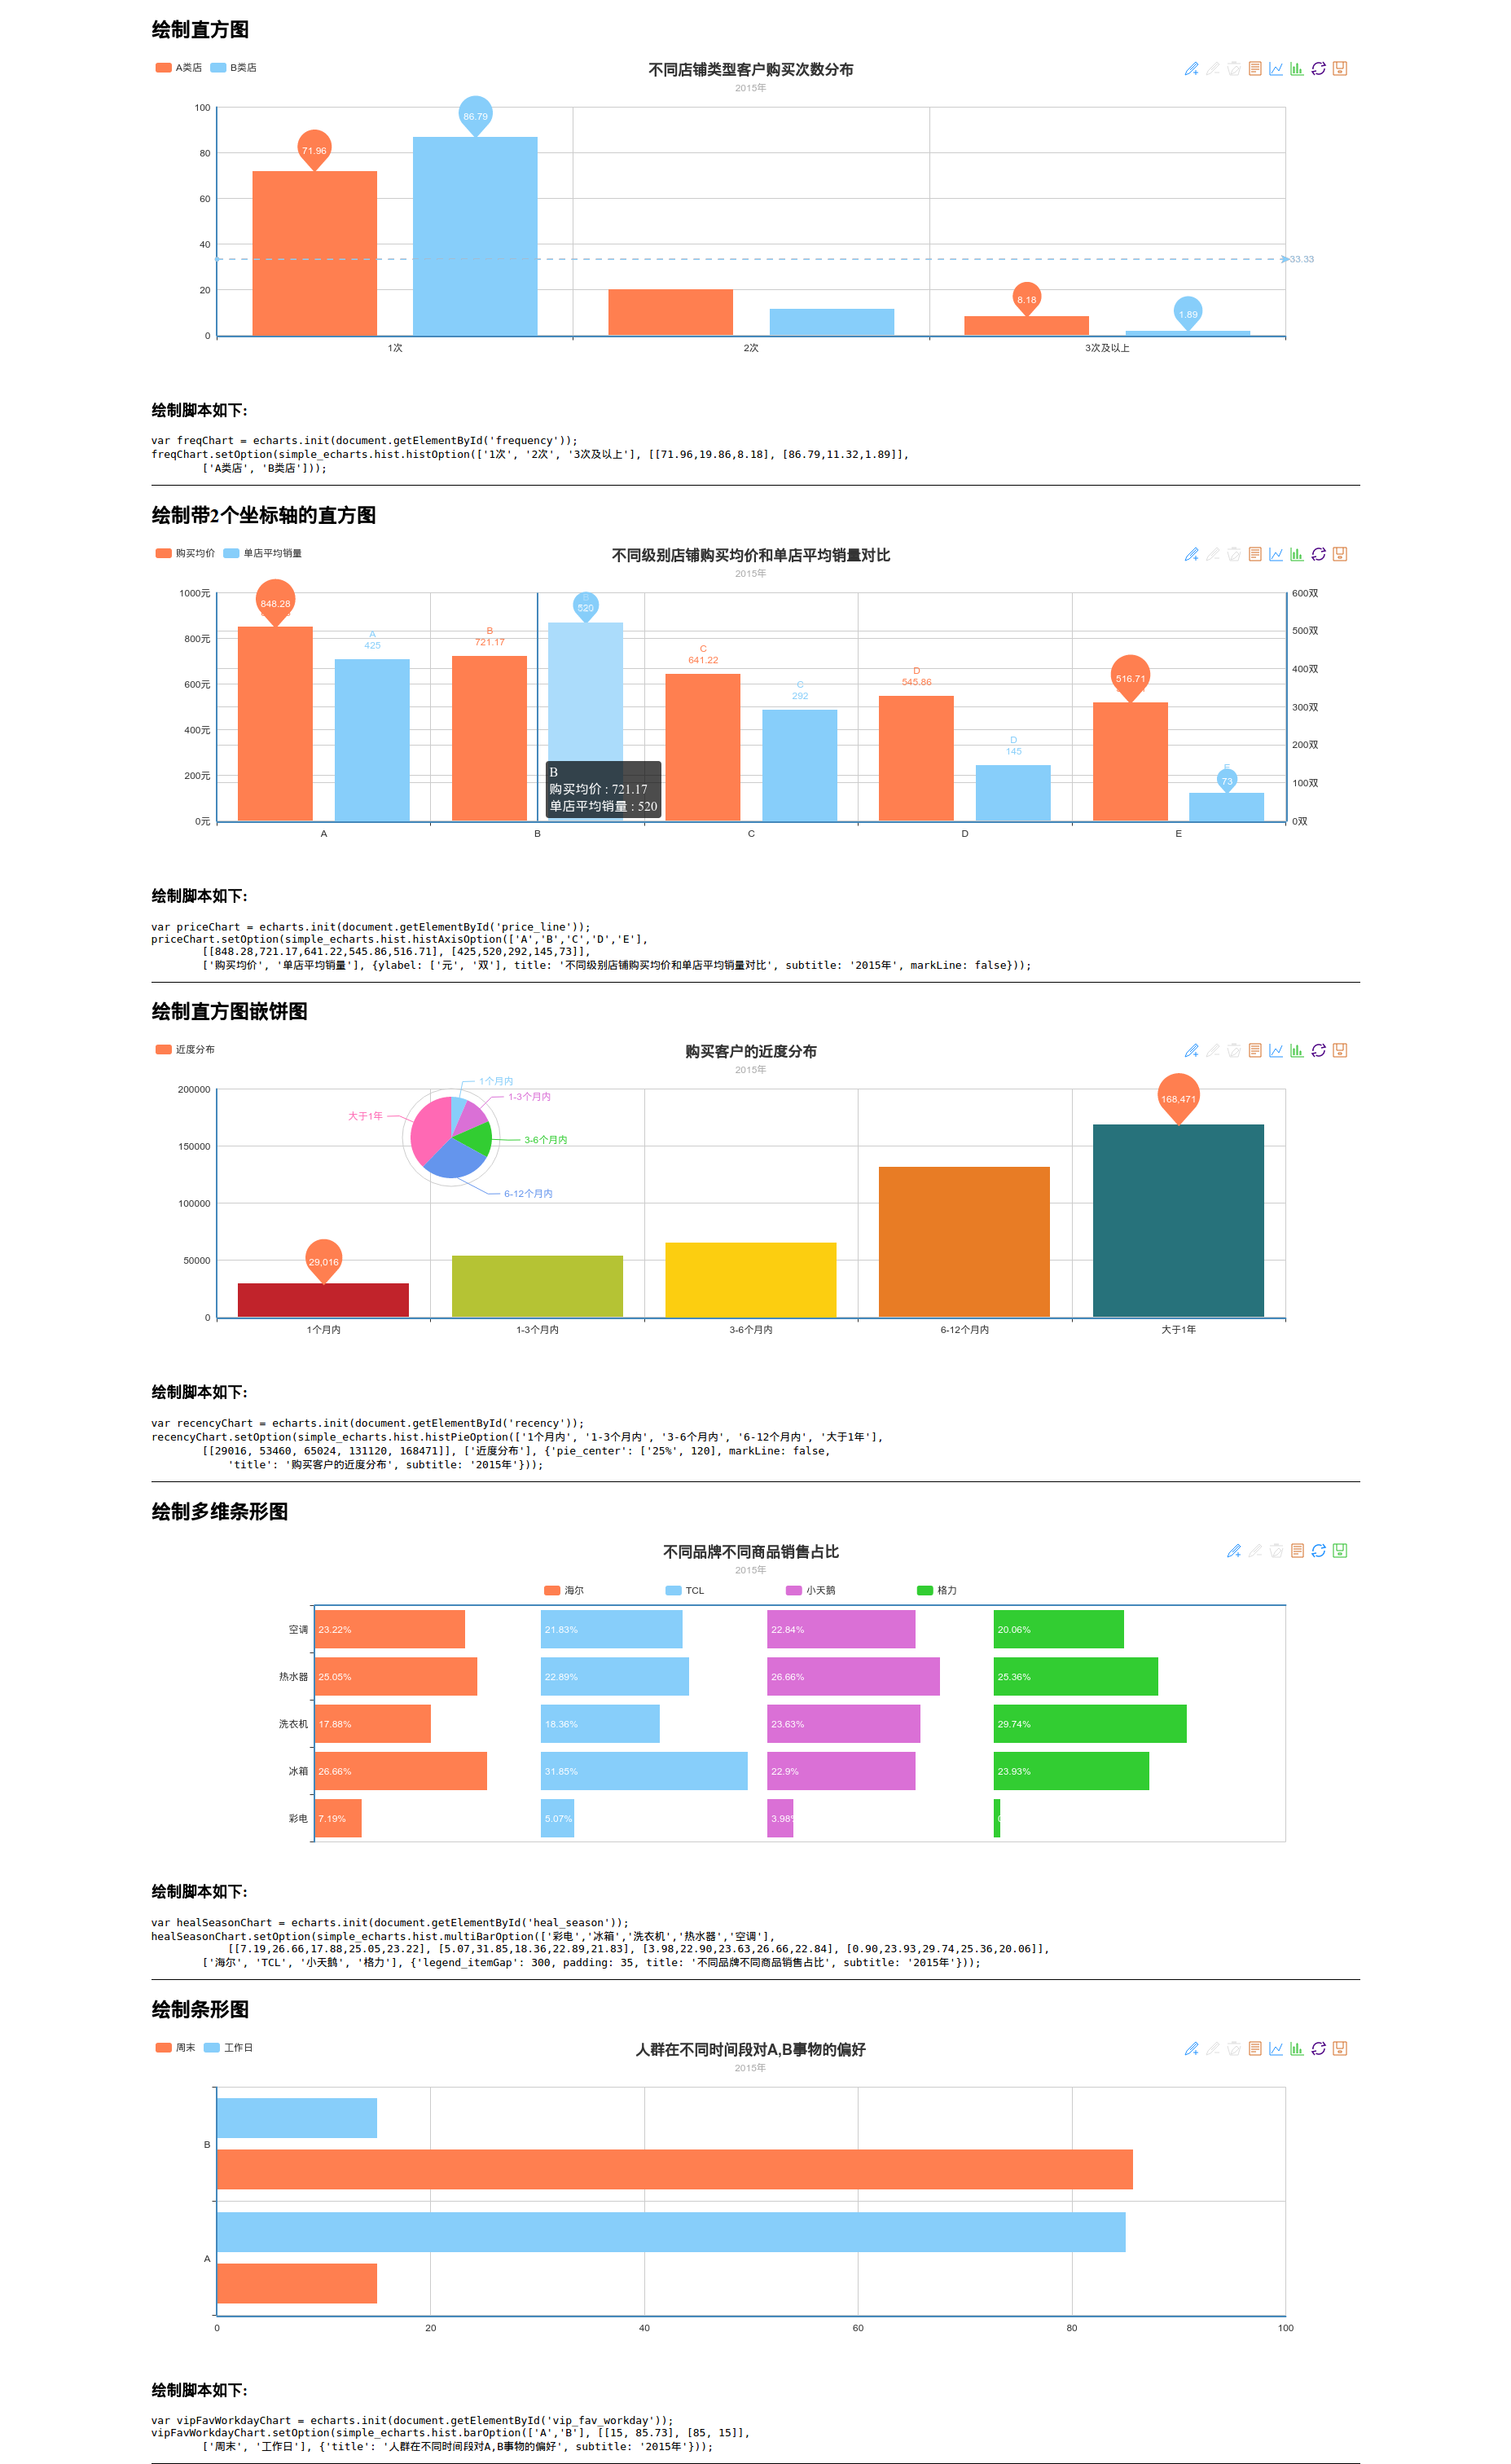 绘制直方图
A类店 B类店
不同店铺类型客户购买次数分布
2015年
100
80
60
40
20
0
71.96
86.79
8.18
1.89
33.33
1次 2次 3次及以上
绘制脚本如下:
var freqChart = echarts.init(document.getElementById('frequency'));
freqChart.setOption(simple_echarts.hist.histOption(['1次', '2次', '3次及以上'], [[71.96,19.86,8.18], [86.79,11.32,1.89]],
['A类店', 'B类店']));
绘制带2个坐标轴的直方图
购买均价 单店平均销量
不同级别店铺购买均价和单店平均销量对比
2015年
1000元
800元
600元
400元
200元
0元
600双
500双
400双
300双
200双
100双
0双
848.28
A
425
B
721.17
B
520
C
641.22
C
292
D
545.86
D
145
516.71
E
73
B
购买均价 : 721.17
单店平均销量 : 520
A B C D E
绘制脚本如下:
var priceChart = echarts.init(document.getElementById('price_line'));
priceChart.setOption(simple_echarts.hist.histAxisOption(['A','B','C','D','E'],
[[848.28,721.17,641.22,545.86,516.71], [425,520,292,145,73]],
['购买均价', '单店平均销量'], {ylabel: ['元', '双'], title: '不同级别店铺购买均价和单店平均销量对比', subtitle: '2015年', markLine: false}));
绘制直方图嵌饼图
近度分布
购买客户的近度分布
2015年
200000
150000
100000
50000
0
1个月内
1-3个月内
3-6个月内
6-12个月内
大于1年
29,016
168,471
1个月内 1-3个月内 3-6个月内 6-12个月内 大于1年
绘制脚本如下:
var recencyChart = echarts.init(document.getElementById('recency'));
recencyChart.setOption(simple_echarts.hist.histPieOption(['1个月内', '1-3个月内', '3-6个月内', '6-12个月内', '大于1年'],
[[29016, 53460, 65024, 131120, 168471]], ['近度分布'], {'pie_center': ['25%', 120], markLine: false,
'title': '购买客户的近度分布', subtitle: '2015年'}));
绘制多维条形图
不同品牌不同商品销售占比
2015年
海尔 TCL 小天鹅 格力
空调 23.22% 21.83% 22.84% 20.06%
热水器 25.05% 22.89% 26.66% 25.36%
洗衣机 17.88% 18.36% 23.63% 29.74%
冰箱 26.66% 31.85% 22.9% 23.93%
彩电 7.19% 5.07% 3.98%
绘制脚本如下:
var healSeasonChart = echarts.init(document.getElementById('heal_season'));
healSeasonChart.setOption(simple_echarts.hist.multiBarOption(['彩电','冰箱','洗衣机','热水器','空调'],
[[7.19,26.66,17.88,25.05,23.22], [5.07,31.85,18.36,22.89,21.83], [3.98,22.90,23.63,26.66,22.84], [0.90,23.93,29.74,25.36,20.06]],
['海尔', 'TCL', '小天鹅', '格力'], {'legend_itemGap': 300, padding: 35, title: '不同品牌不同商品销售占比', subtitle: '2015年'}));
绘制条形图
周末 工作日
人群在不同时间段对A,B事物的偏好
2015年
B
A
0 20 40 60 80 100
绘制脚本如下:
var vipFavWorkdayChart = echarts.init(document.getElementById('vip_fav_workday'));
vipFavWorkdayChart.setOption(simple_echarts.hist.barOption(['A','B'], [[15, 85.73], [85, 15]],
['周末', '工作日'], {'title': '人群在不同时间段对A,B事物的偏好', subtitle: '2015年'}));